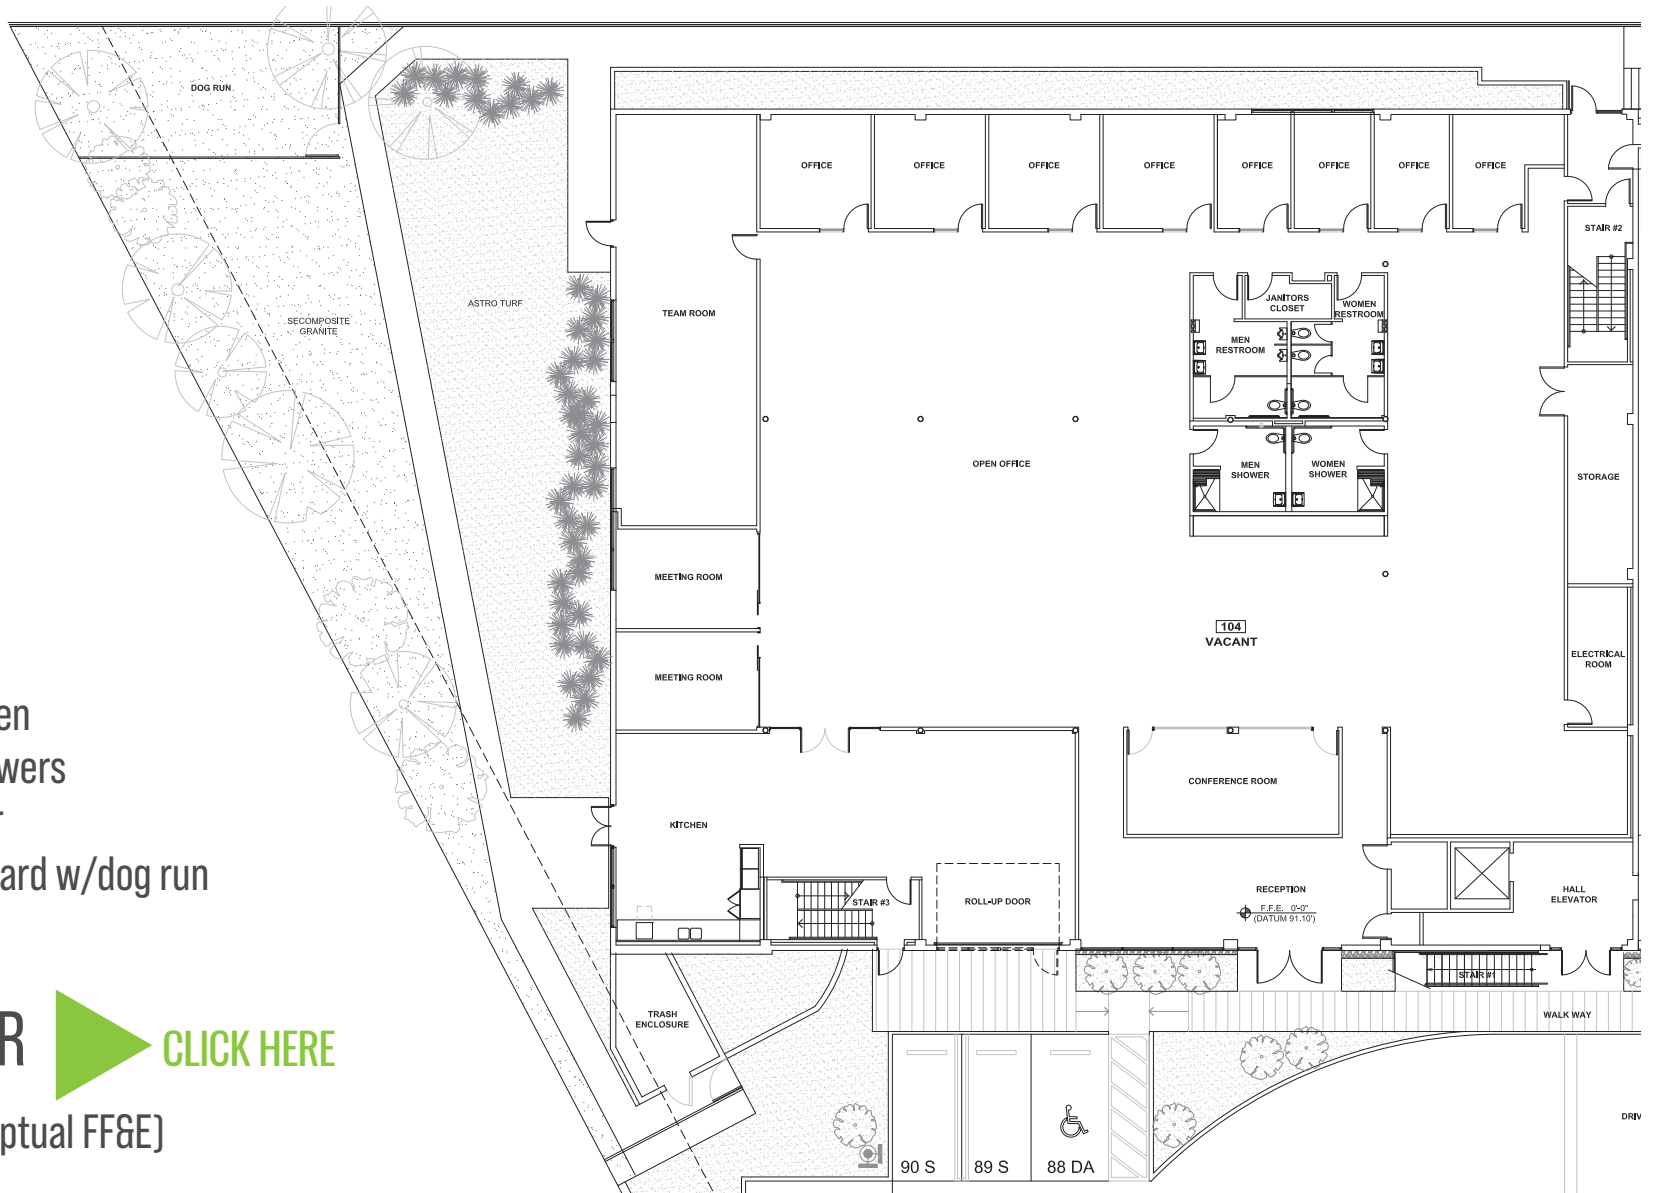 DOG RUN
OFFICE
OFFICE
OFFICE
OFFICE
OFFICE
OFFICE
OFFICE
OFFICE
STAIR #2
ASTRO TURF
SECOMPOSITE
GRANITE
TEAM ROOM
JANITORS
CLOSET
WOMEN
RESTROOM
MEN
RESTROOM
OPEN OFFICE
MEN
SHOWER
WOMEN
SHOWER
STORAGE
MEETING ROOM
104
VACANT
ELECTRICAL
ROOM
MEETING ROOM
CONFERENCE ROOM
KITCHEN
STAIR #3
ROLL-UP DOOR
RECEPTION
F.F.E. 0'-0"
(DATUM 91.10')
HALL
ELEVATOR
STAIR #1
TRASH
ENCLOSURE
WALK WAY
DRIV
90 S
89 S
88 DA
en
wers
ard w/dog run
R
CLICK HERE
ptual FF&E)